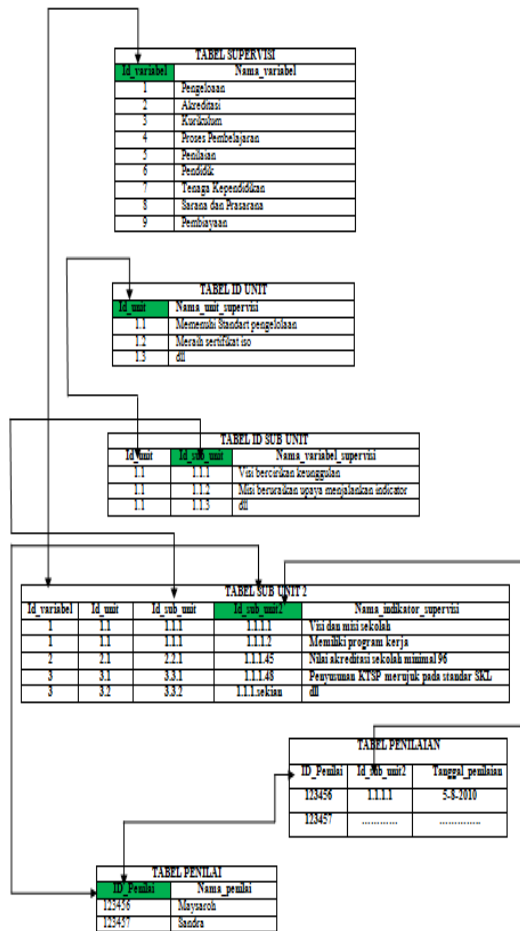 TABEL SUPERVISI
Id_variabel Nama_variabel
1 Pengeloaan
2 Akreditasi
3 Kurikulum
4 Proses Pembelajaran
5 Penilaian
6 Pendidik
7 Tenaga Kependidikan
8 Sarana dan Prasarana
9 Pembiayaan
TABEL ID UNIT
Id_unit Nama_unit_supervisi
1.1 Memenuhi Standart pengelolaan
1.2 Meraih sertifikat iso
1.3 dll
TABEL ID SUB UNIT
Id_unit Id_sub_unit Nama_variabel_supervisi
1.1 1.1.1 Visi bercirikan keunggulan
1.1 1.1.2 Misi beruraikan upaya menjalankan indicator
1.1 1.1.3 dll
TABEL SUB UNIT 2
Id_variabel Id_unit Id_sub_unit Id_sub_unit2 Nama_indikator_supervisi
1 1.1 1.1.1 1.1.1.1 Visi dan misi sekolah
1 1.1 1.1.1 1.1.1.2 Memiliki program kerja
2 2.1 2.2.1 1.1.1.45 Nilai akreditasi sekolah minimal 96
3 3.1 3.3.1 1.1.1.48 Penyusunan KTSP merujuk pada standar SKL
3 3.2 3.3.2 1.1.1.sekian dll
TABEL PENILAIAN
ID_Penilai Id_sub_unit2 Tanggal_penilaian
123456 1.1.1.1 5-8-2010
123457 ............ ..............
TABEL PENILAI
ID_Penilai Nama_penilai
123456 Maysaroh
123457 Sandra